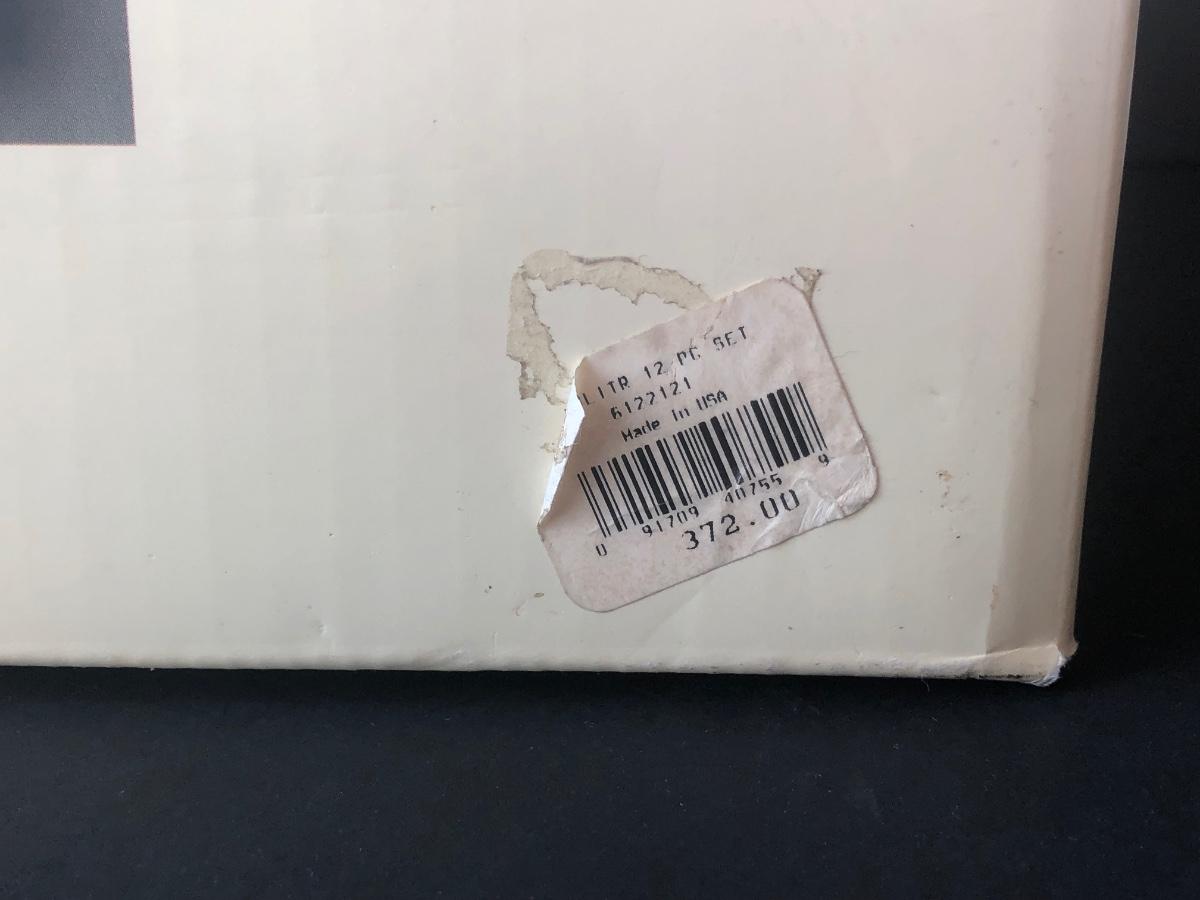 LITR 12 PC SET
6122121
Made In USA
0 91709 40755 9
372.00